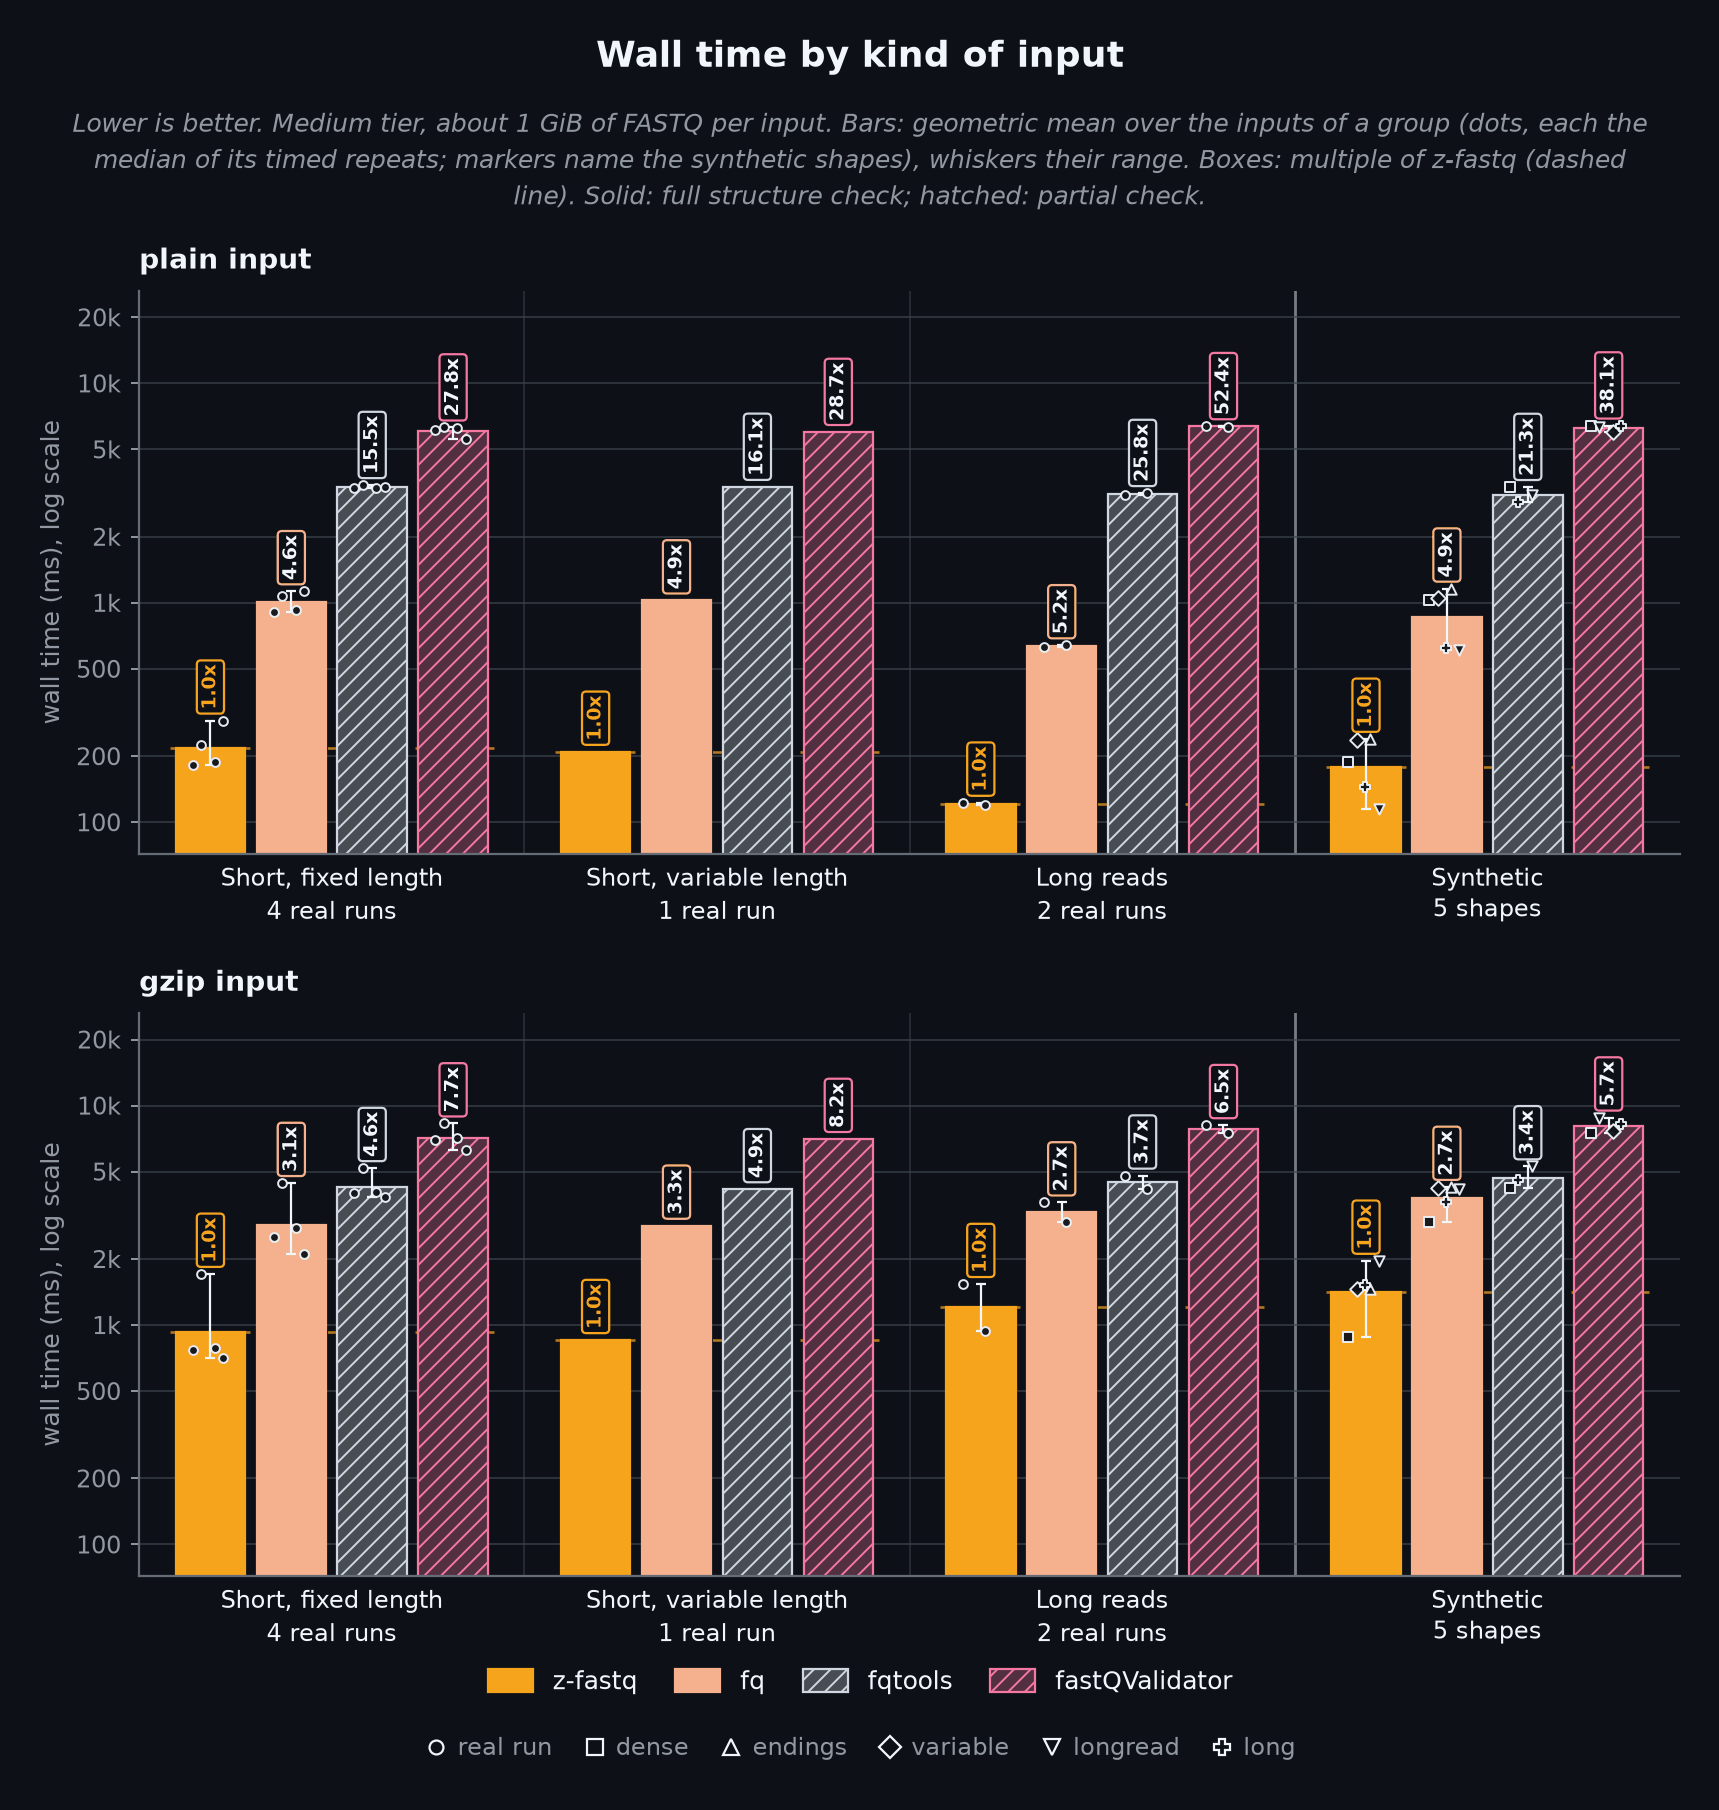 Wall time by kind of input
Lower is better. Medium tier, about 1 GiB of FASTQ per input. Bars: geometric mean over the inputs of a group (dots, each the
median of its timed repeats; markers name the synthetic shapes), whiskers their range. Boxes: multiple of z-fastq (dashed
line). Solid: full structure check; hatched: partial check.
plain input
wall time (ms), log scale
20k
10k
5k
2k
1k
500
200
100
1.0x
4.6x
15.5x
27.8x
1.0x
4.9x
16.1x
28.7x
1.0x
5.2x
25.8x
52.4x
1.0x
4.9x
21.3x
38.1x
Short, fixed length
4 real runs
Short, variable length
1 real run
Long reads
2 real runs
Synthetic
5 shapes
gzip input
wall time (ms), log scale
20k
10k
5k
2k
1k
500
200
100
1.0x
3.1x
4.6x
7.7x
1.0x
3.3x
4.9x
8.2x
1.0x
2.7x
3.7x
6.5x
1.0x
2.7x
3.4x
5.7x
Short, fixed length
4 real runs
Short, variable length
1 real run
Long reads
2 real runs
Synthetic
5 shapes
z-fastq fq fqtools fastQValidator
real run dense endings variable longread long